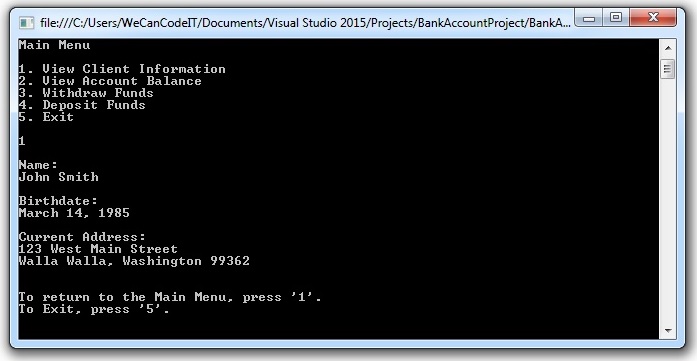 file:///C:/Users/WeCanCodeIT/Documents/Visual Studio 2015/Projects/BankAccountProject/BankA...
Main Menu
1. View Client Information
2. View Account Balance
3. Withdraw Funds
4. Deposit Funds
5. Exit
1
Name:
John Smith
Birthdate:
March 14, 1985
Current Address:
123 West Main Street
Walla Walla, Washington 99362
To return to the Main Menu, press '1'.
To Exit, press '5'.